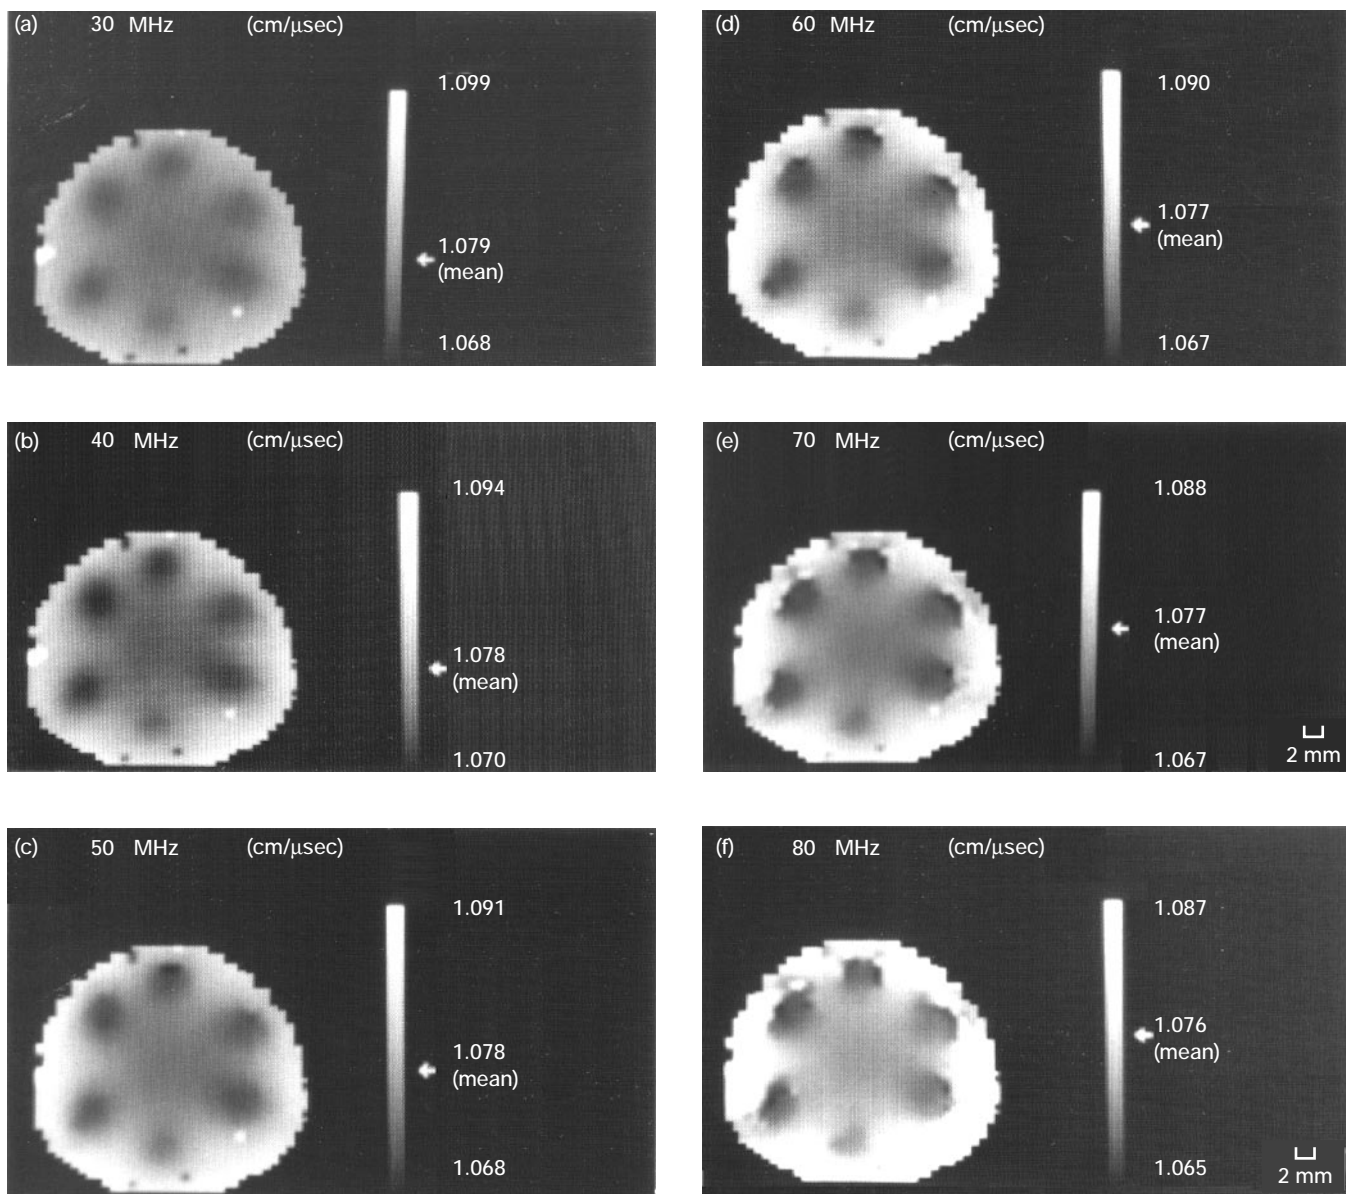 (a) 30 MHz (cm/μsec)
1.099
1.079
(mean)
1.068
(b) 40 MHz (cm/μsec)
1.094
1.078
(mean)
1.070
(c) 50 MHz (cm/μsec)
1.091
1.078
(mean)
1.068
(d) 60 MHz (cm/μsec)
1.090
1.077
(mean)
1.067
(e) 70 MHz (cm/μsec)
1.088
1.077
(mean)
1.067
2 mm
(f) 80 MHz (cm/μsec)
1.087
1.076
(mean)
1.065
2 mm